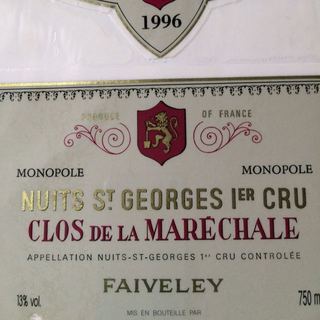 1996
PRODUCE OF FRANCE
MONOPOLE MONOPOLE
NUITS ST GEORGES 1ER CRU
CLOS DE LA MARÉCHALE
APPELLATION NUITS-ST-GEORGES 1er CRU CONTROLÉE
FAIVELEY
13% vol. 750 m
MIS EN BOUTEILLE PAR